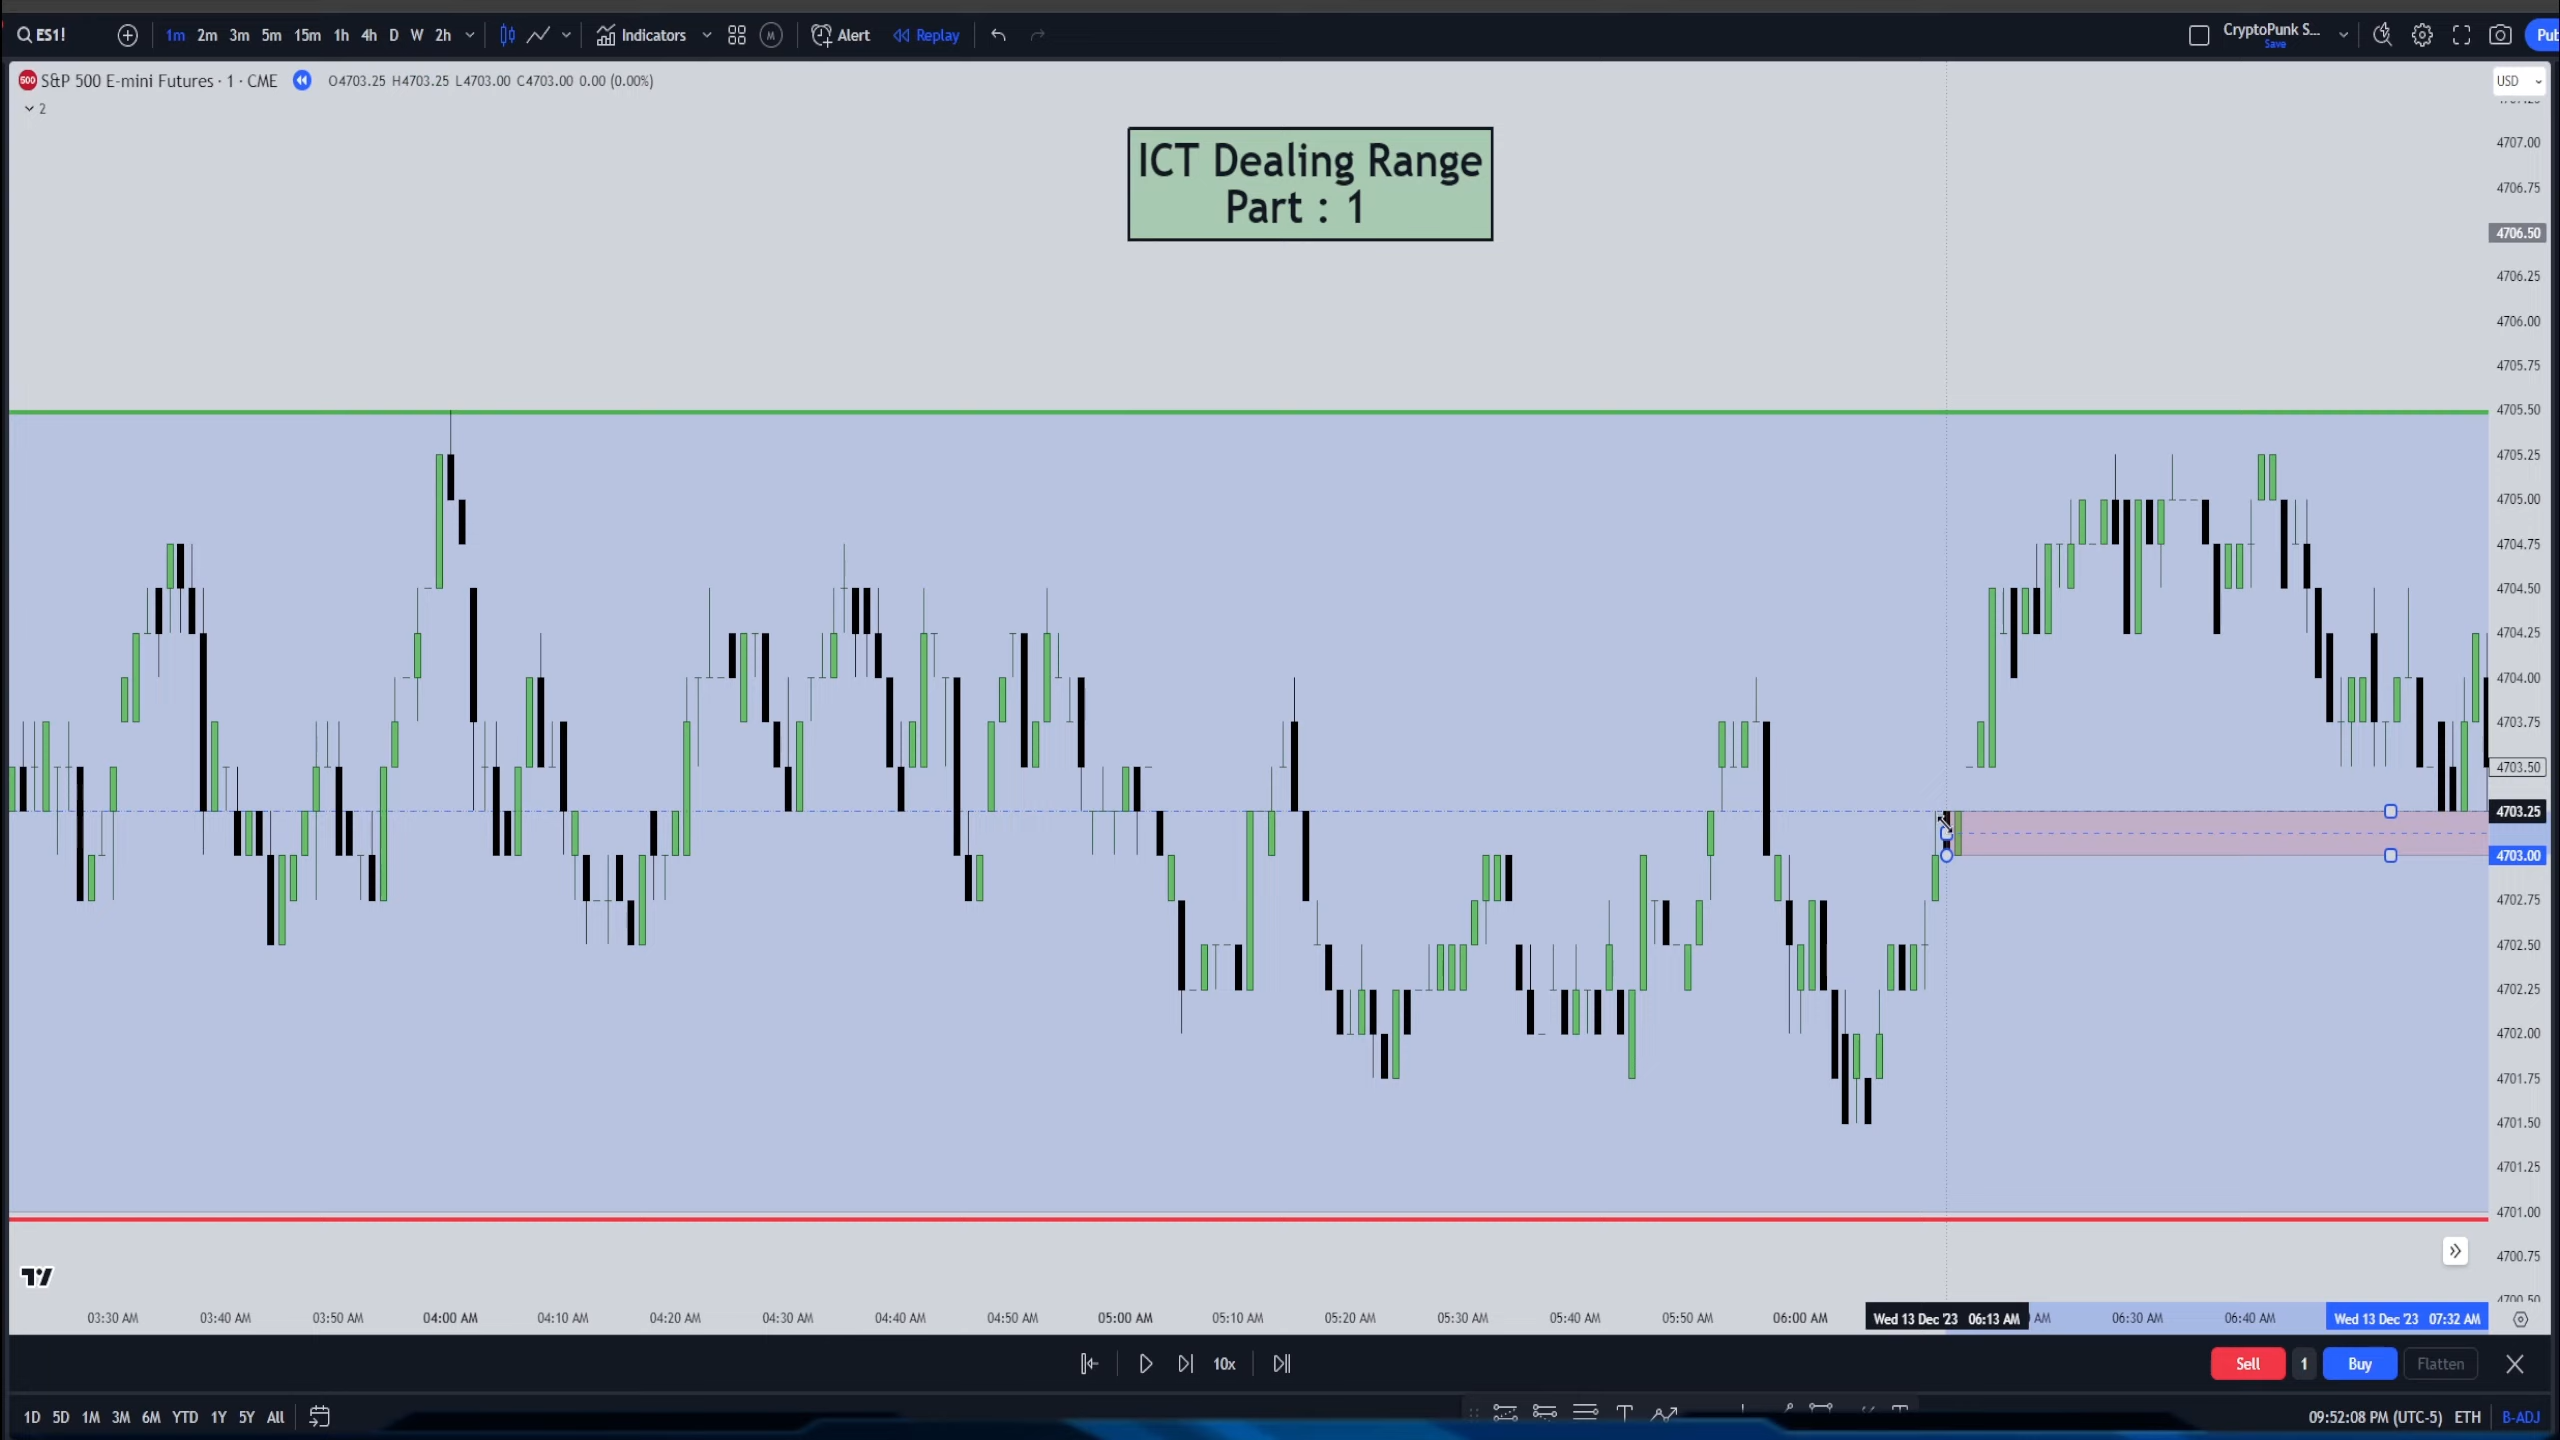 ES1!
1m 2m 3m 5m 15m 1h 4h D W 2h
Indicators
M
Alert
Replay
CryptoPunk S...
Save
500 S&P 500 E-mini Futures · 1 · CME O4703.25 H4703.25 L4703.00 C4703.00 0.00 (0.00%)
2
USD
ICT Dealing Range
Part : 1
4707.00
4706.75
4706.50
4706.25
4706.00
4705.75
4705.50
4705.25
4705.00
4704.75
4704.50
4704.25
4704.00
4703.75
4703.50
4703.25
4703.00
4702.75
4702.50
4702.25
4702.00
4701.75
4701.50
4701.25
4701.00
4700.75
03:30 AM 03:40 AM 03:50 AM 04:00 AM 04:10 AM 04:20 AM 04:30 AM 04:40 AM 04:50 AM 05:00 AM 05:10 AM 05:20 AM 05:30 AM 05:40 AM 05:50 AM 06:00 AM Wed 13 Dec '23 06:13 AM AM 06:30 AM 06:40 AM Wed 13 Dec '23 07:32 AM
10x
Sell 1 Buy Flatten
1D 5D 1M 3M 6M YTD 1Y 5Y All
09:52:08 PM (UTC-5) ETH B-ADJ